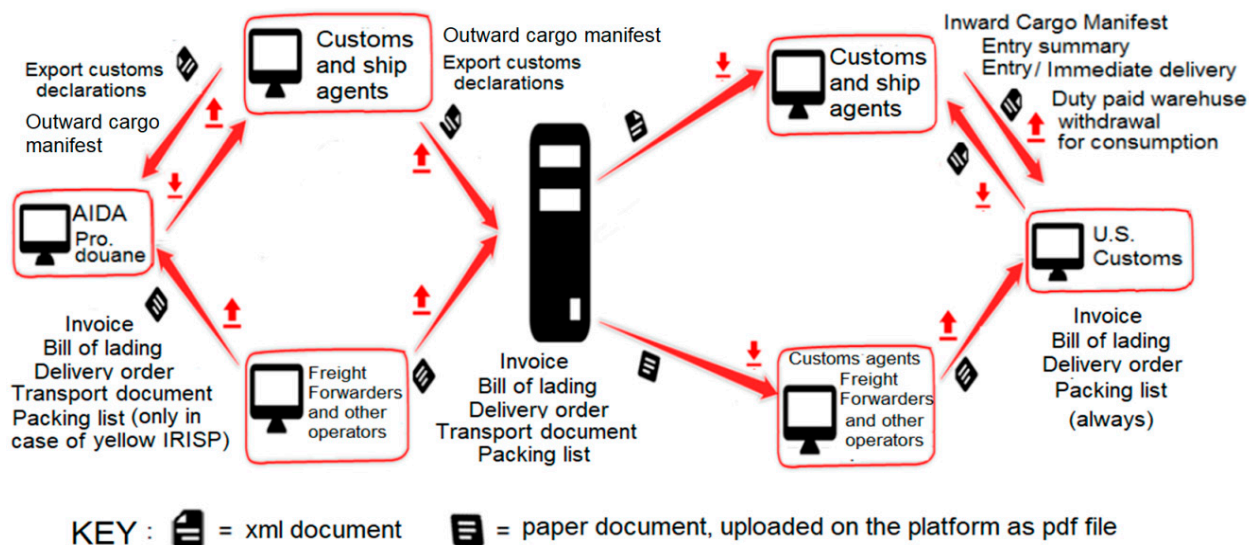 Export customs
declarations
Outward cargo
manifest
Customs
and ship
agents
Outward cargo manifest
Export customs
declarations
Customs
and ship
agents
Inward Cargo Manifest
Entry summary
Entry/ Immediate delivery
Duty paid warehuse
withdrawal
for consumption
AIDA
Pro.
douane
U.S.
Customs
Invoice
Bill of lading
Delivery order
Transport document
Packing list (only in
case of yellow IRISP)
Freight
Forwarders
and other
operators
Invoice
Bill of lading
Delivery order
Transport document
Packing list
Customs agents
Freight
Forwarders
and other
operators
Invoice
Bill of lading
Delivery order
Packing list
(always)
KEY : = xml document = paper document, uploaded on the platform as pdf file